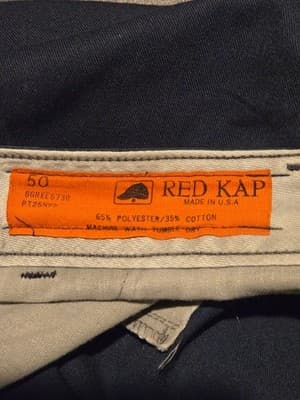 50
RED KAP
MADE IN U.S.A
65% POLYESTER/35% COTTON
MACHINE WASH TUMBLE DRY